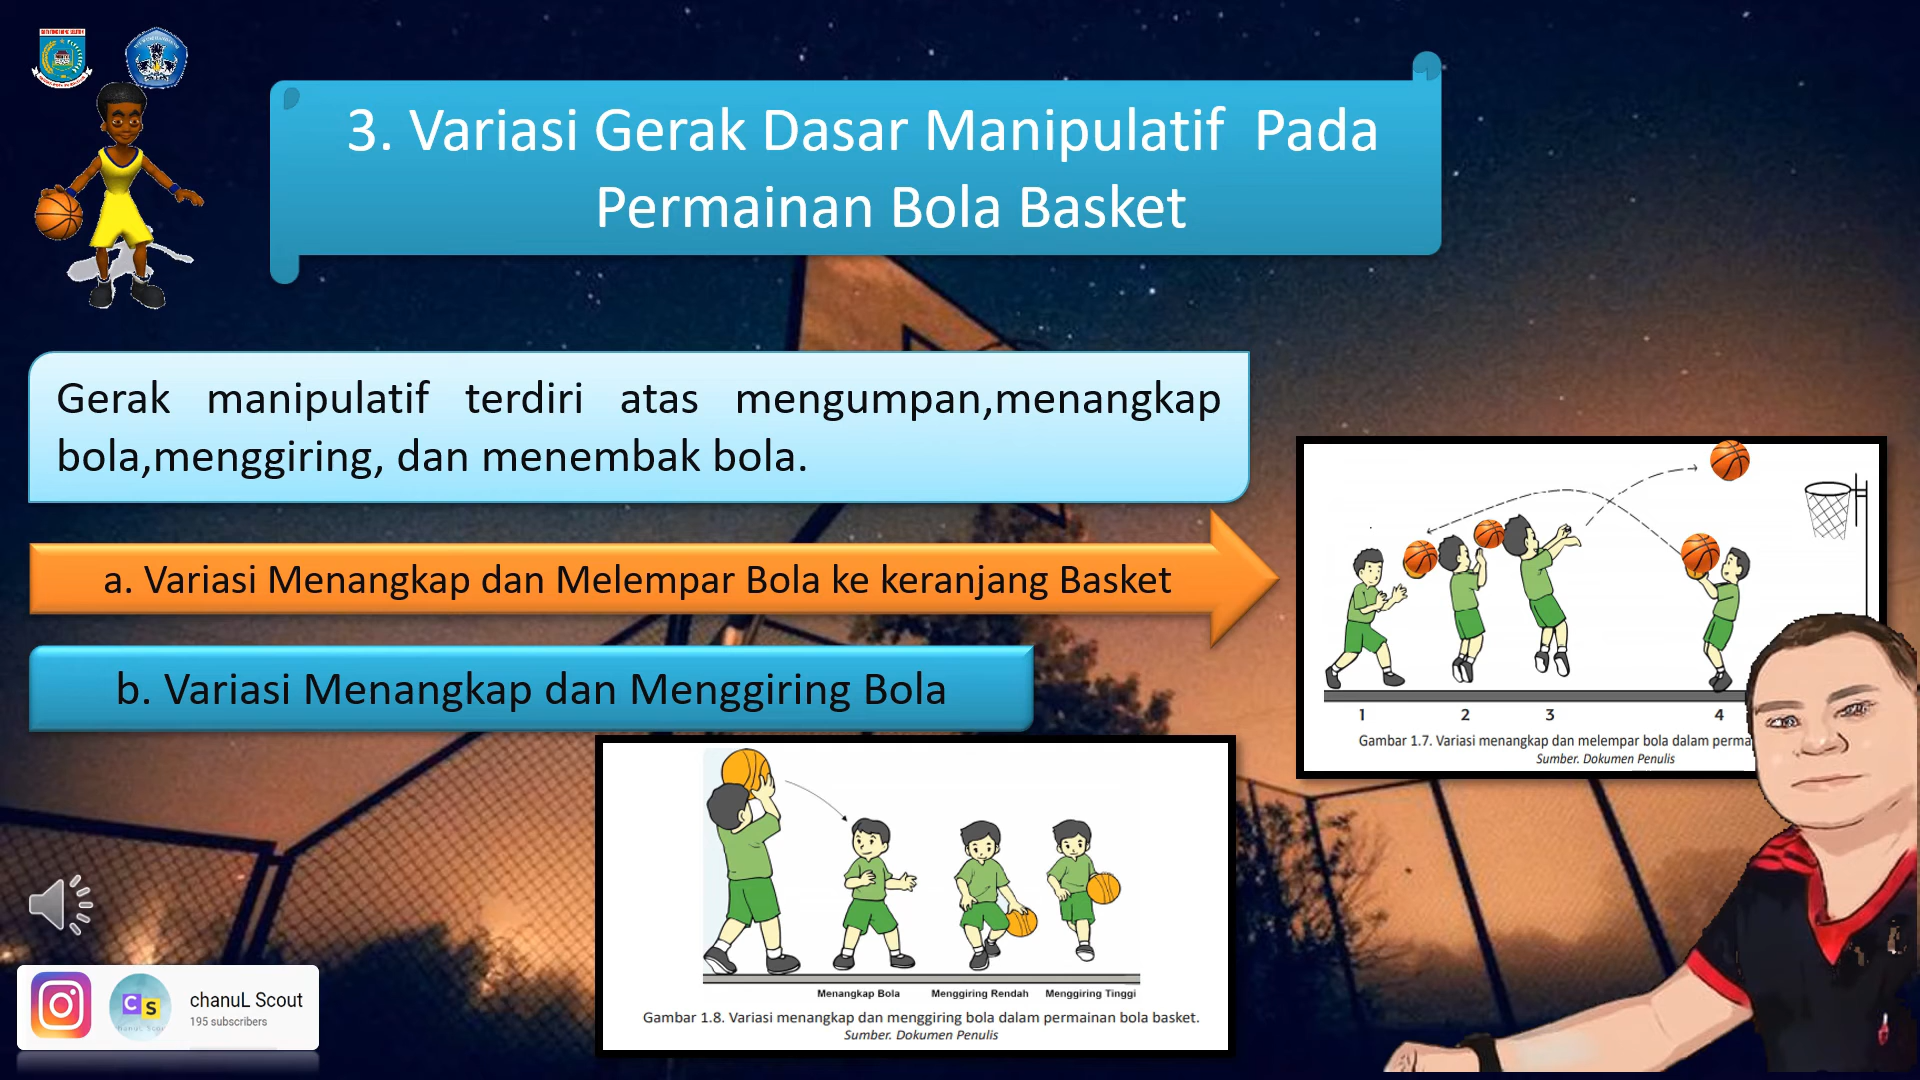 3. Variasi Gerak Dasar Manipulatif  Pada
Permainan Bola Basket
Gerak manipulatif terdiri atas mengumpan,menangkap
bola,menggiring, dan menembak bola.
a. Variasi Menangkap dan Melempar Bola ke keranjang Basket
b. Variasi Menangkap dan Menggiring Bola
1 2 3 4
Gambar 1.7. Variasi menangkap dan melempar bola dalam perma
Sumber. Dokumen Penulis
Menangkap Bola Menggiring Rendah Menggiring Tinggi
Gambar 1.8. Variasi menangkap dan menggiring bola dalam permainan bola basket.
Sumber. Dokumen Penulis
CS
chanuL Scout
195 subscribers